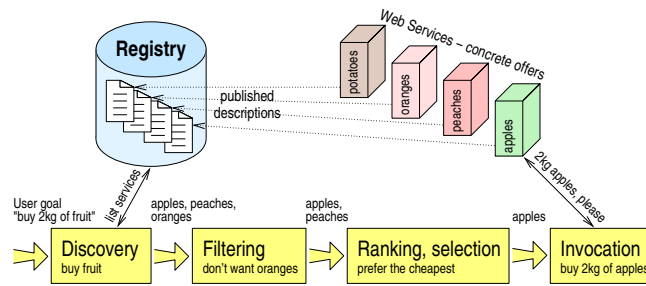 Web Services – concrete offers
Registry
potatoes
oranges
peaches
apples
published
descriptions
User goal
"buy 2kg of fruit"
list services
apples, peaches,
oranges
apples,
peaches
apples
2kg apples, please
Discovery
buy fruit
Filtering
don't want oranges
Ranking, selection
prefer the cheapest
Invocation
buy 2kg of apples